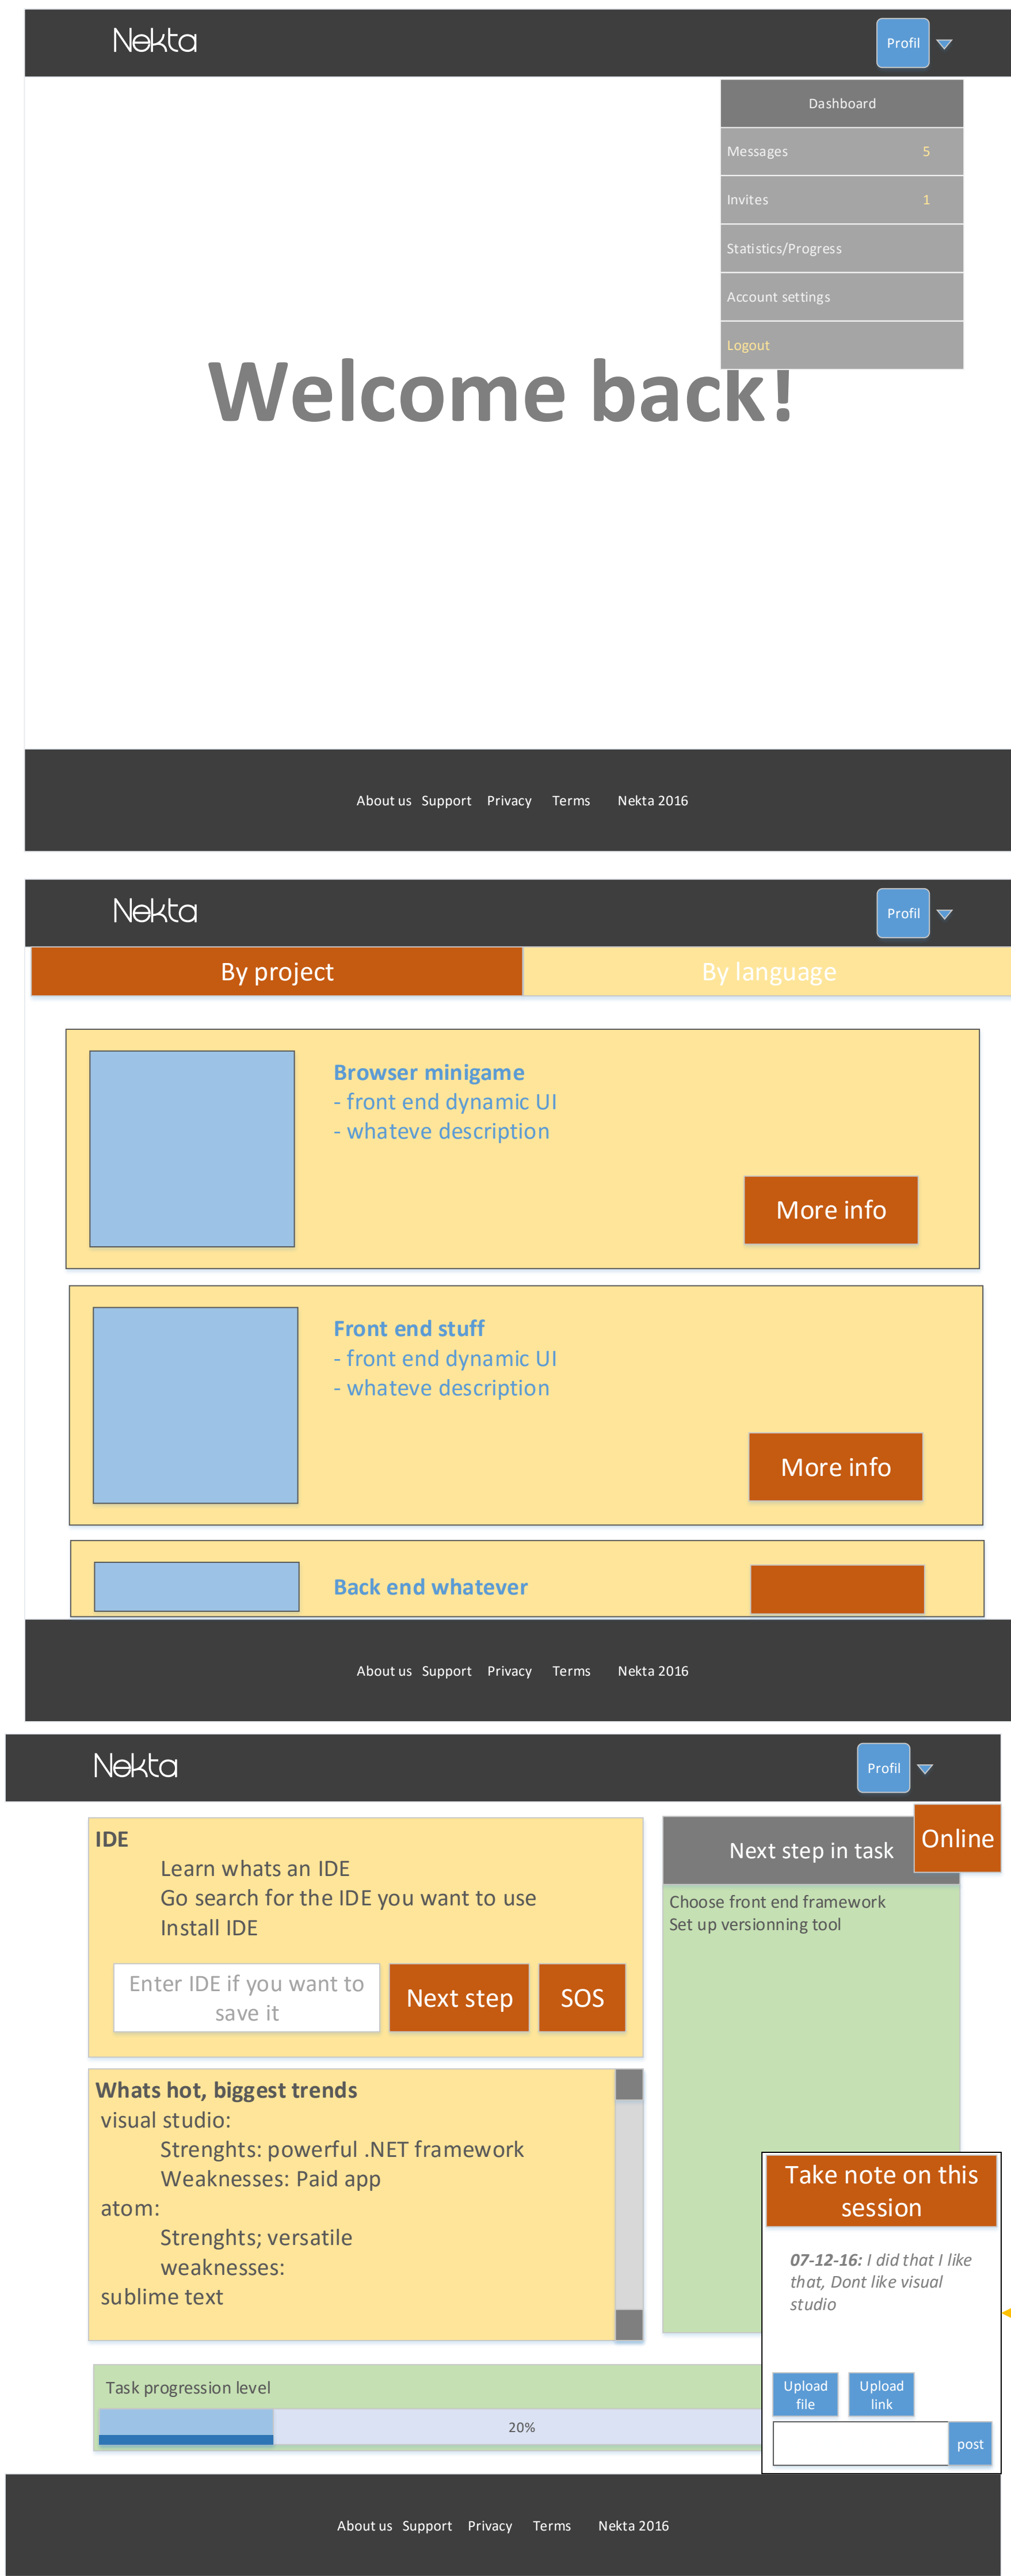 Nekta
Profil
Dashboard
Messages 5
Invites 1
Statistics/Progress
Account settings
Logout
Welcome back!
About us Support Privacy Terms Nekta 2016
Nekta
Profil
By project By language
Browser minigame
- front end dynamic UI
- whateve description
More info
Front end stuff
- front end dynamic UI
- whateve description
More info
Back end whatever
About us Support Privacy Terms Nekta 2016
Nekta
Profil
IDE
Learn whats an IDE
Go search for the IDE you want to use
Install IDE
Enter IDE if you want to
save it
Next step
SOS
Next step in task
Online
Choose front end framework
Set up versionning tool
Whats hot, biggest trends
visual studio:
Strenghts: powerful .NET framework
Weaknesses: Paid app
atom:
Strenghts; versatile
weaknesses:
sublime text
Take note on this
session
07-12-16: I did that I like
that, Dont like visual
studio
Upload
file
Upload
link
post
Task progression level
20%
About us Support Privacy Terms Nekta 2016